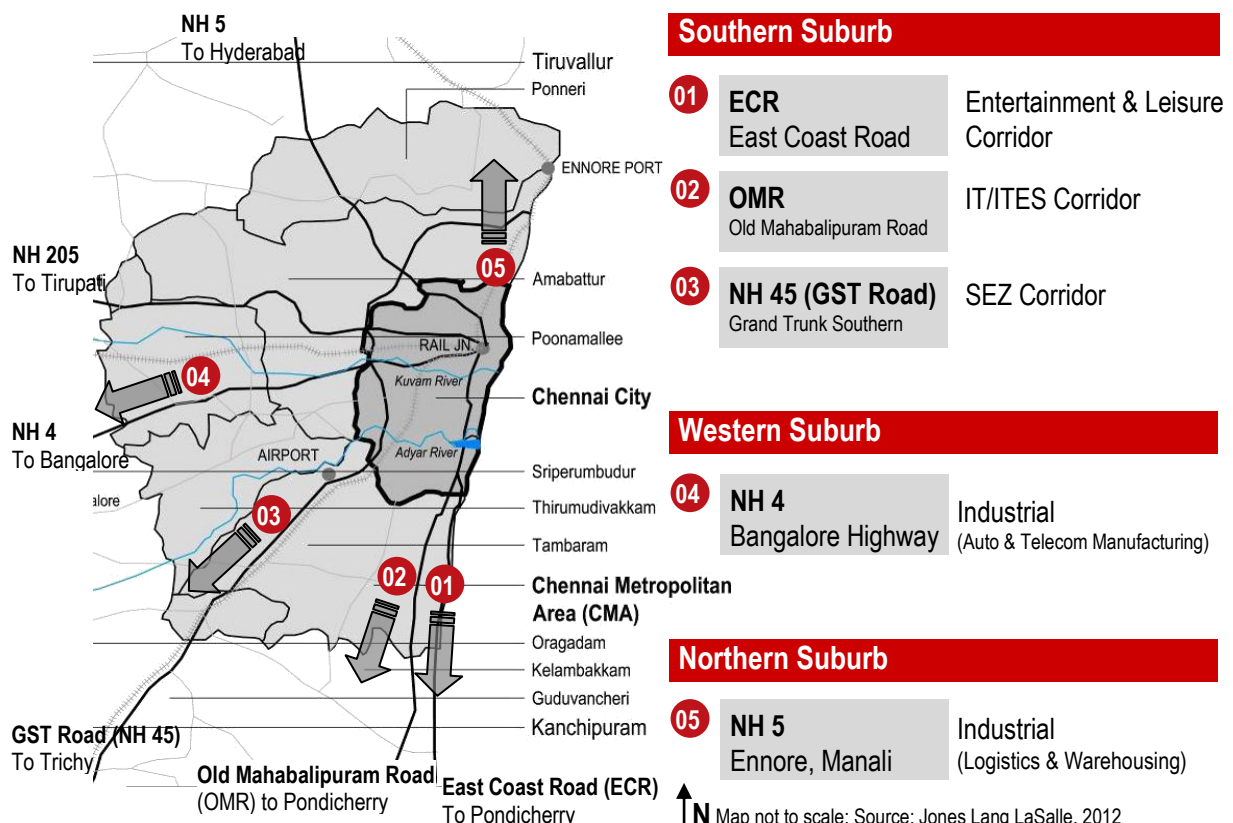 NH 5
To Hyderabad
Tiruvallur
Ponneri
ENNORE PORT
05
NH 205
To Tirupati
Amabattur
Poonamallee
RAIL JN.
04
Kuvam River
Chennai City
NH 4
To Bangalore
AIRPORT
Adyar River
Sriperumbudur
alore
Thirumudivakkam
03
Tambaram
02
01
Chennai Metropolitan
Area (CMA)
Oragadam
Kelambakkam
Guduvancheri
Kanchipuram
GST Road (NH 45)
To Trichy
Old Mahabalipuram Road
(OMR) to Pondicherry
East Coast Road (ECR)
To Pondicherry
Southern Suburb
01
ECR
East Coast Road
Entertainment & Leisure
Corridor
02
OMR
Old Mahabalipuram Road
IT/ITES Corridor
03
NH 45 (GST Road)
Grand Trunk Southern
SEZ Corridor
Western Suburb
04
NH 4
Bangalore Highway
Industrial
(Auto & Telecom Manufacturing)
Northern Suburb
05
NH 5
Ennore, Manali
Industrial
(Logistics & Warehousing)
N Map not to scale; Source: Jones Lang LaSalle, 2012